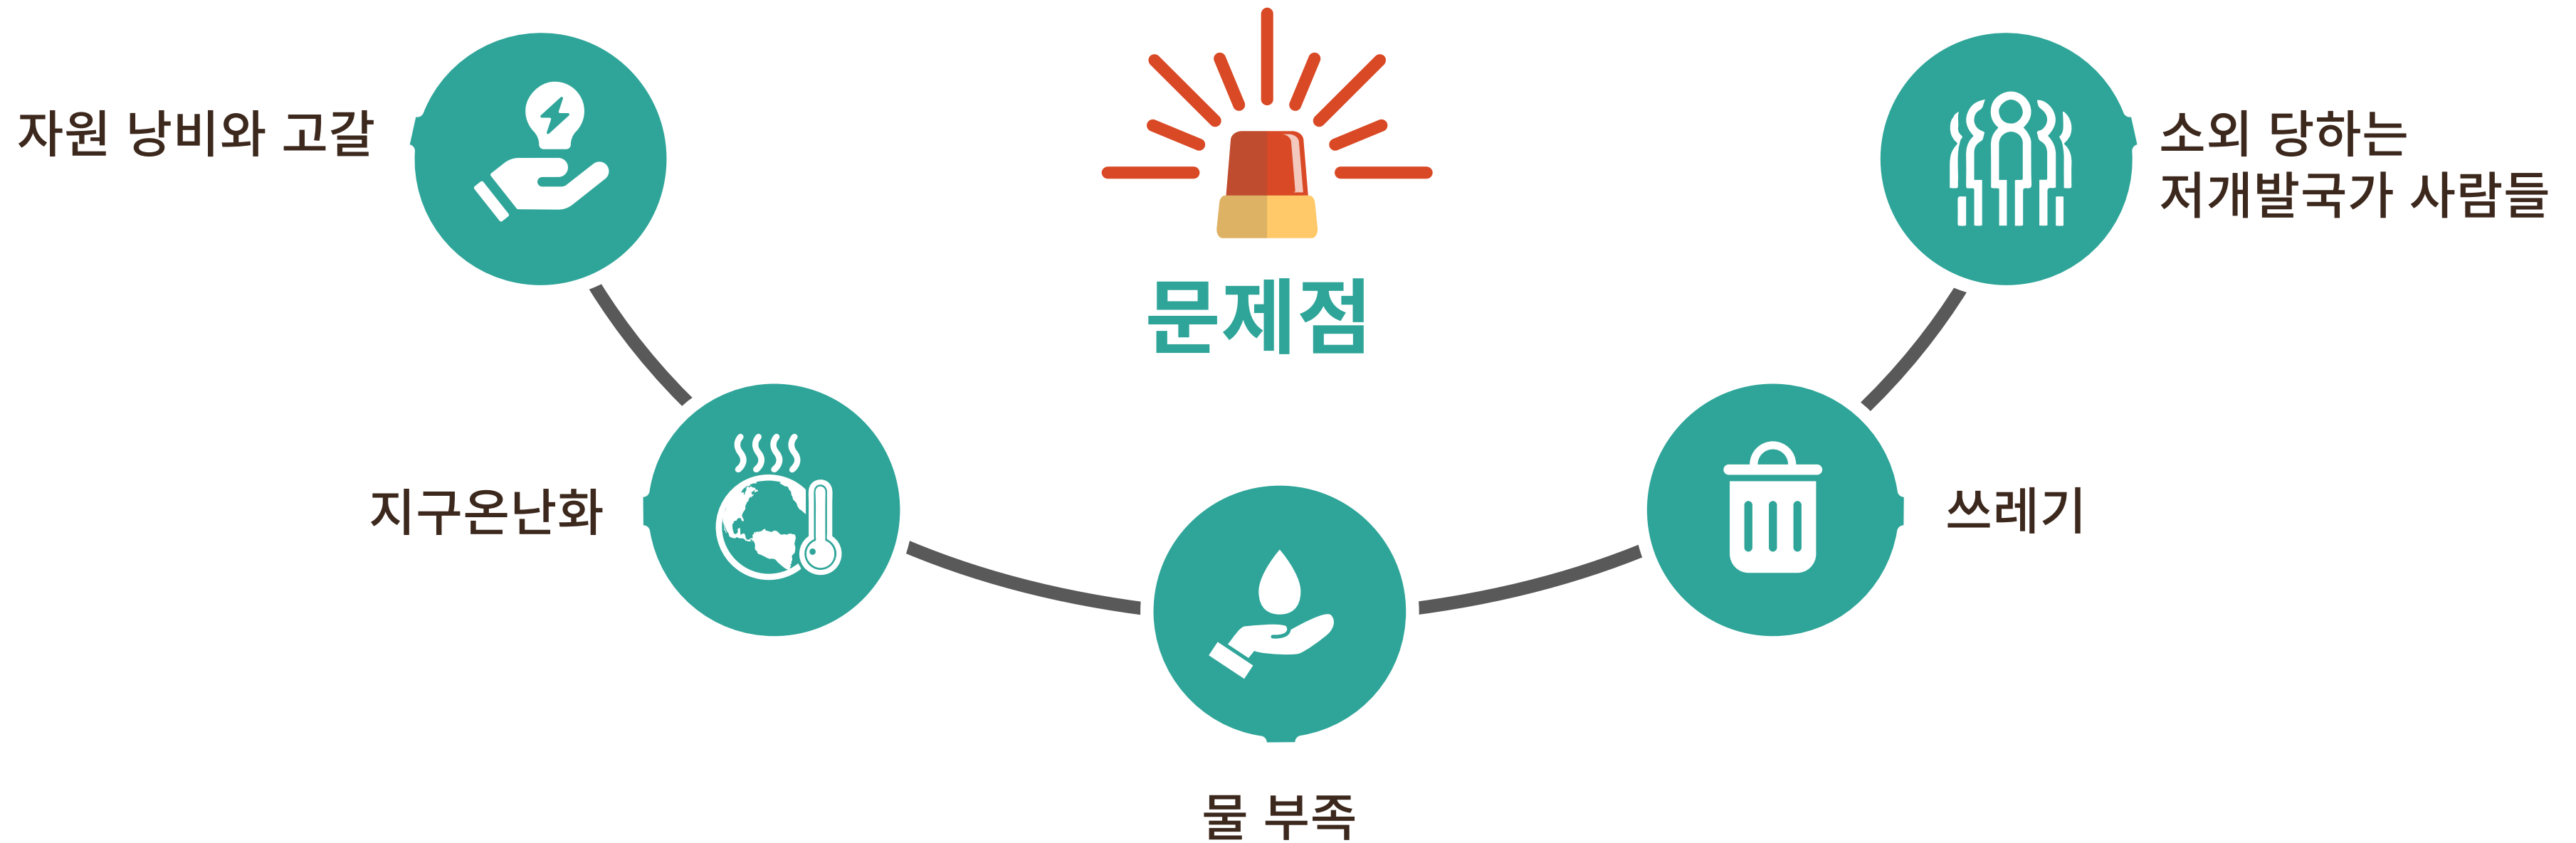 문제점
자원 낭비와 고갈
지구온난화
물 부족
쓰레기
소외 당하는
저개발국가 사람들